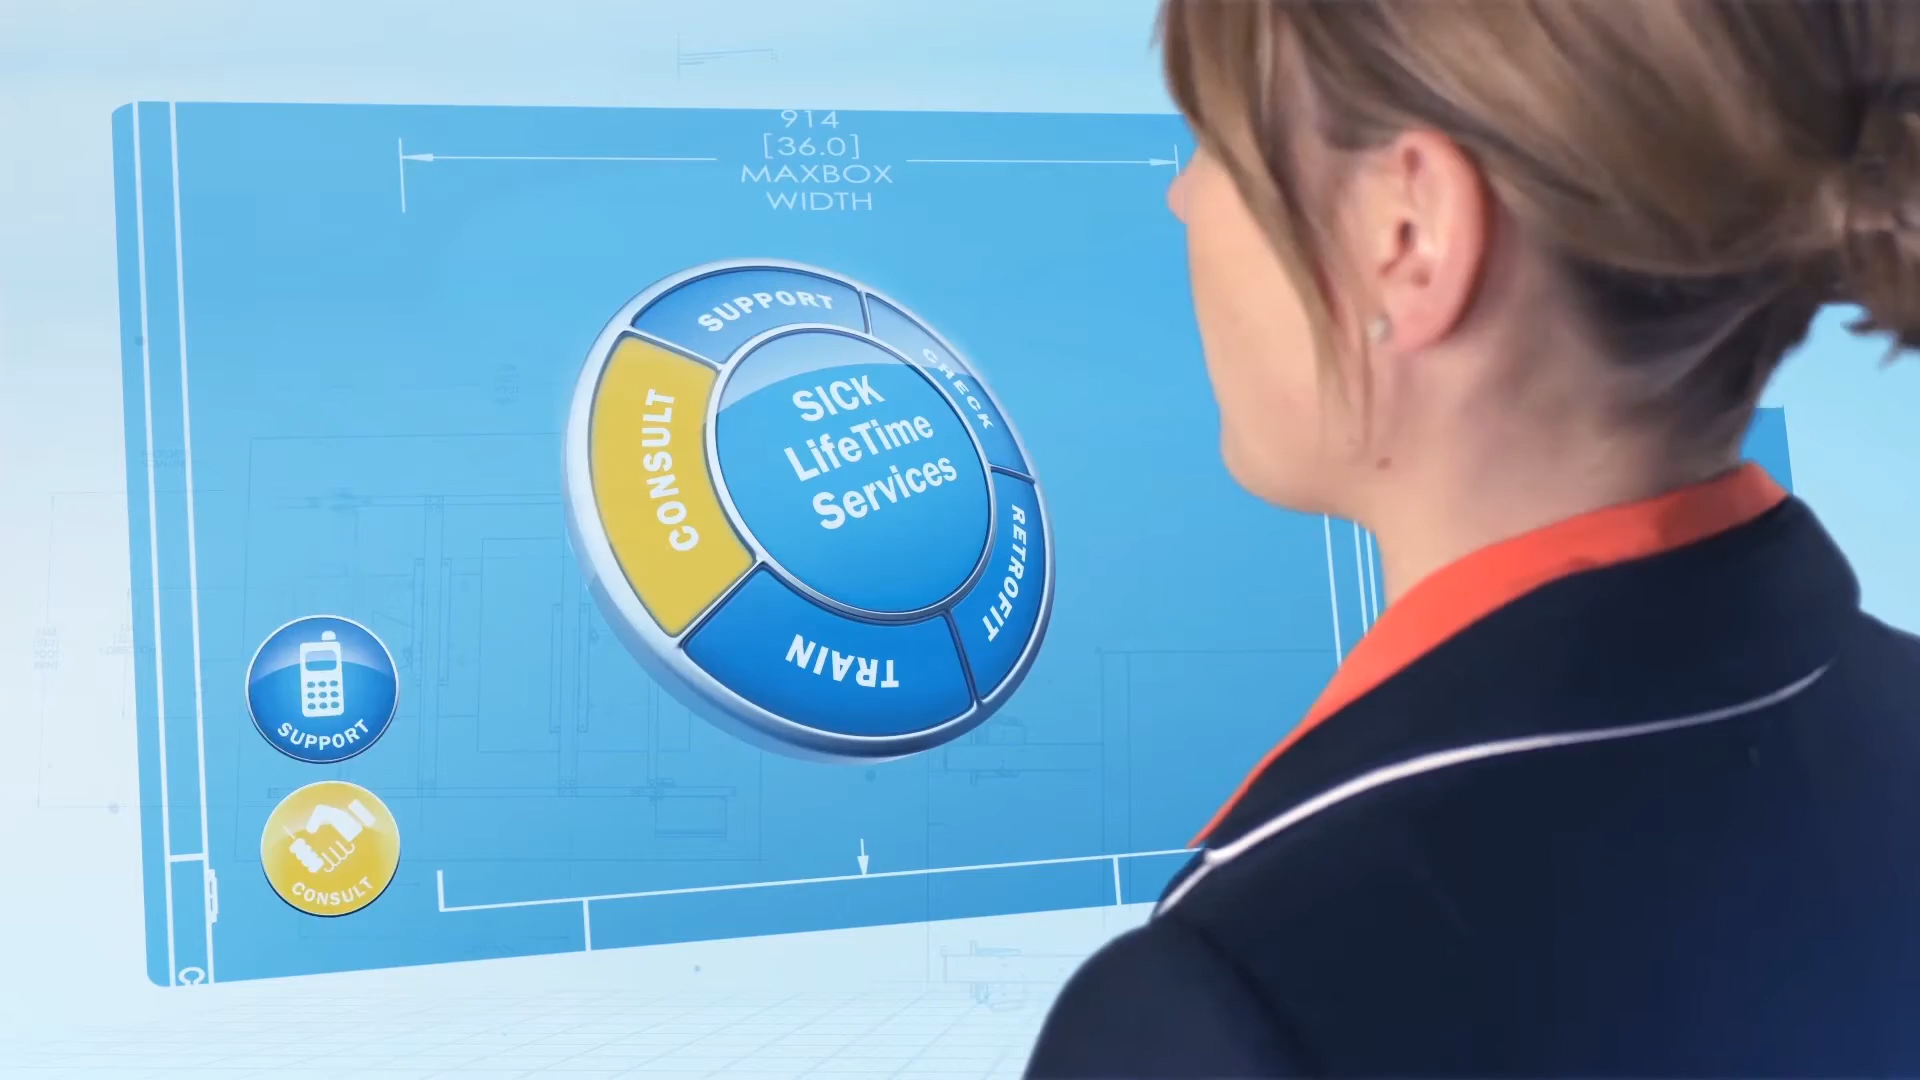 914
[36.0]
MAXBOX
WIDTH
SUPPORT
CHECK
CONSULT
SICK
LifeTime
Services
RETROFIT
TRAIN
SUPPORT
CONSULT